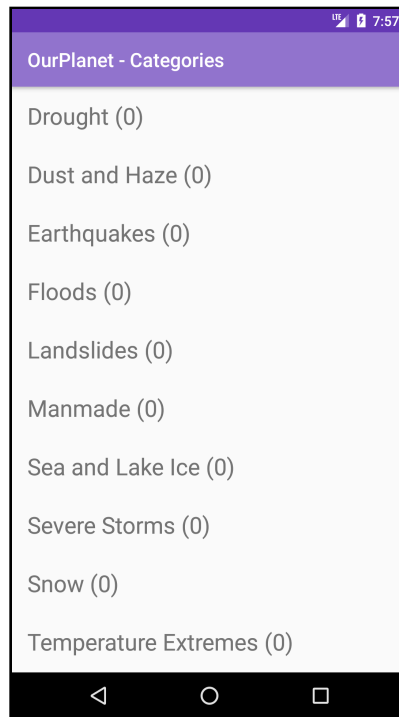 LTE 7:57
OurPlanet - Categories
Drought (0)
Dust and Haze (0)
Earthquakes (0)
Floods (0)
Landslides (0)
Manmade (0)
Sea and Lake Ice (0)
Severe Storms (0)
Snow (0)
Temperature Extremes (0)